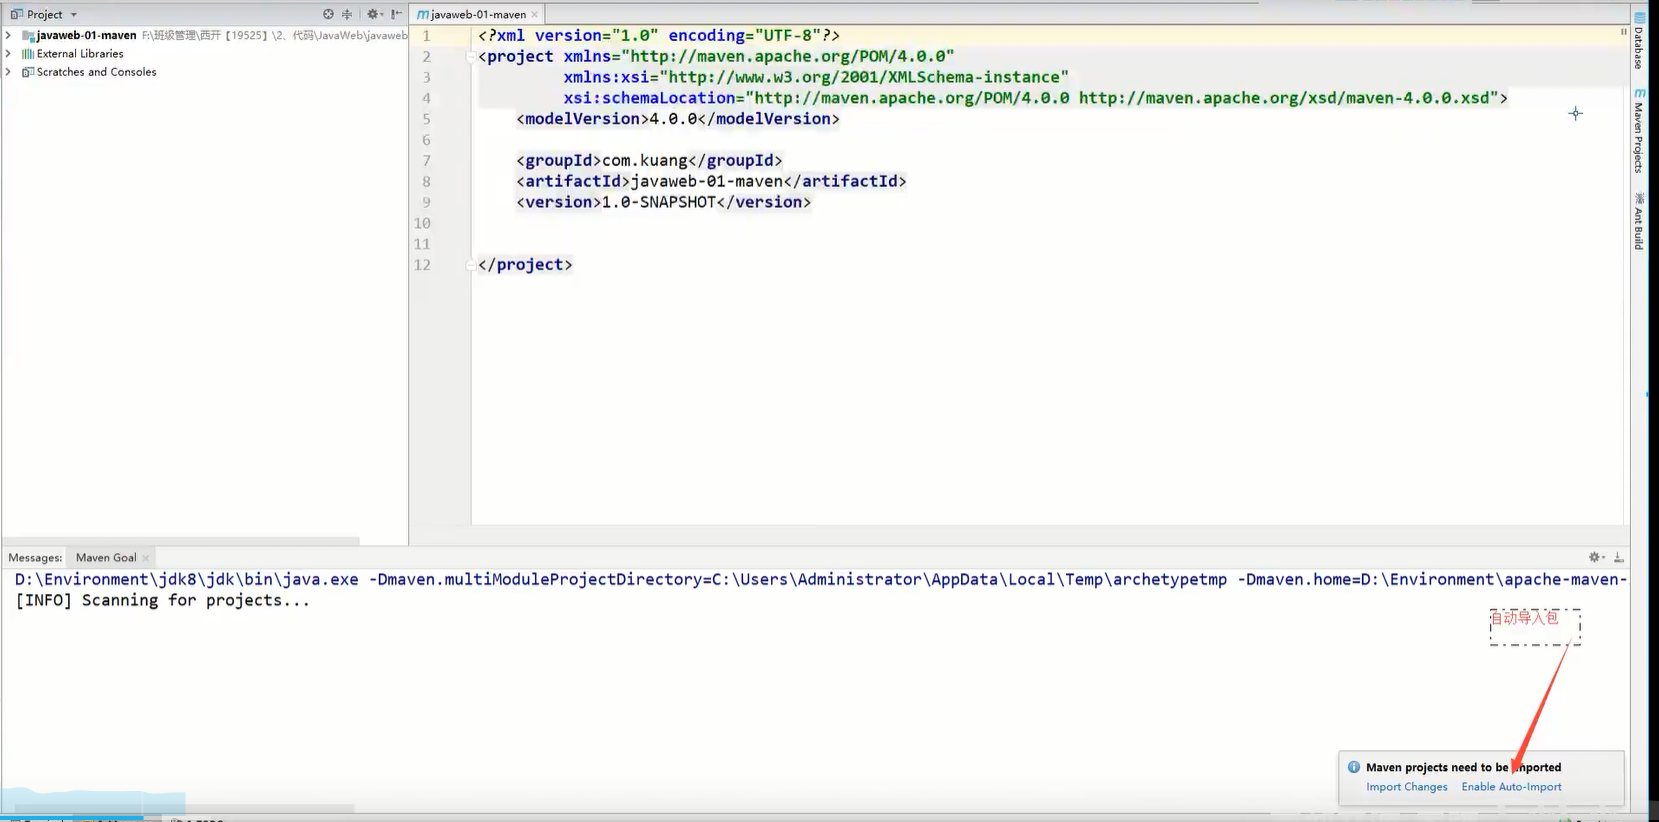 Project
javaweb-01-maven F:\班级管理\西开【19525】\2、代码\JavaWeb\javaweb
External Libraries
Scratches and Consoles
javaweb-01-maven
1 <?xml version="1.0" encoding="UTF-8"?>
2 <project xmlns="http://maven.apache.org/POM/4.0.0"
3 xmlns:xsi="http://www.w3.org/2001/XMLSchema-instance"
4 xsi:schemaLocation="http://maven.apache.org/POM/4.0.0 http://maven.apache.org/xsd/maven-4.0.0.xsd">
5 <modelVersion>4.0.0</modelVersion>
6
7 <groupId>com.kuang</groupId>
8 <artifactId>javaweb-01-maven</artifactId>
9 <version>1.0-SNAPSHOT</version>
10
11
12 </project>
Database
Maven Projects
Ant Build
Messages: Maven Goal
D:\Environment\jdk8\jdk\bin\java.exe -Dmaven.multiModuleProjectDirectory=C:\Users\Administrator\AppData\Local\Temp\archetypetmp -Dmaven.home=D:\Environment\apache-maven-
[INFO] Scanning for projects...
自动导入包
Maven projects need to be imported
Import Changes Enable Auto-Import